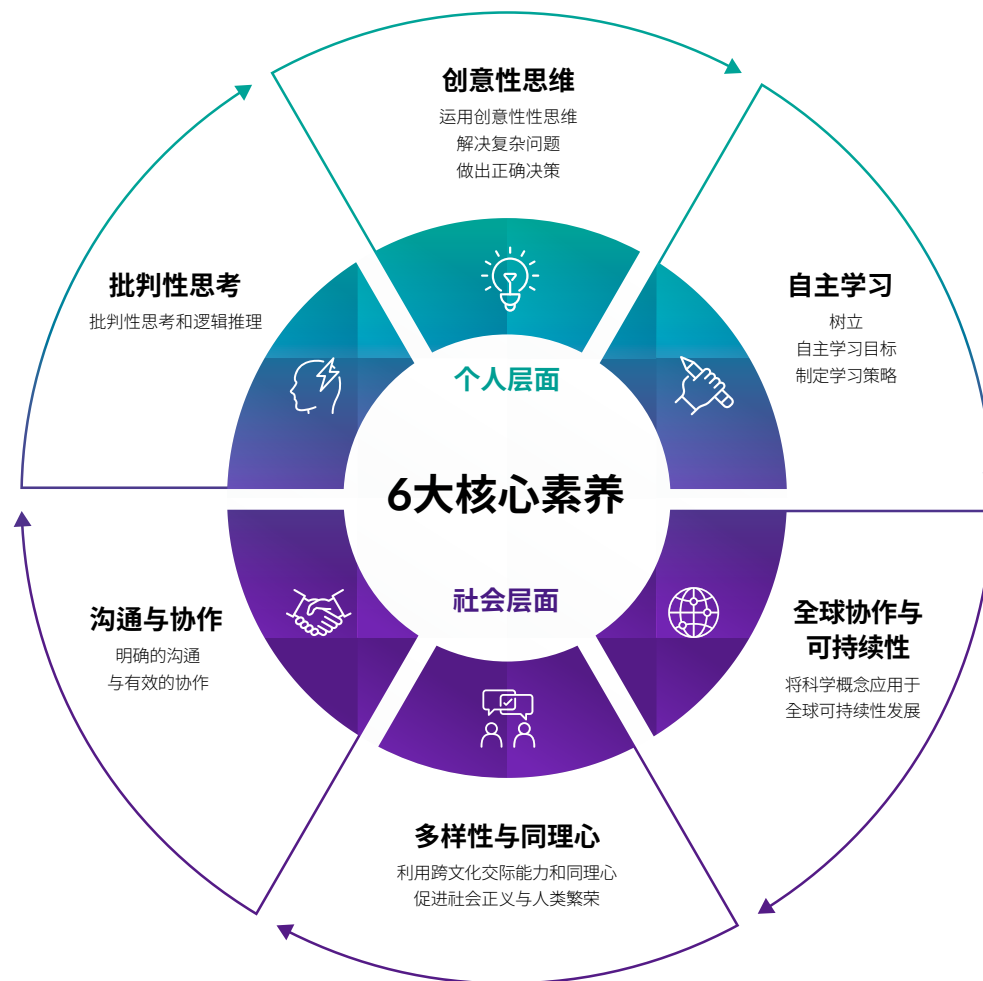 创意性思维
运用创意性性思维
解决复杂问题
做出正确决策
批判性思考
批判性思考和逻辑推理
自主学习
树立
自主学习目标
制定学习策略
个人层面
6大核心素养
社会层面
沟通与协作
明确的沟通
与有效的协作
全球协作与
可持续性
将科学概念应用于
全球可持续性发展
多样性与同理心
利用跨文化交际能力和同理心
促进社会正义与人类繁荣